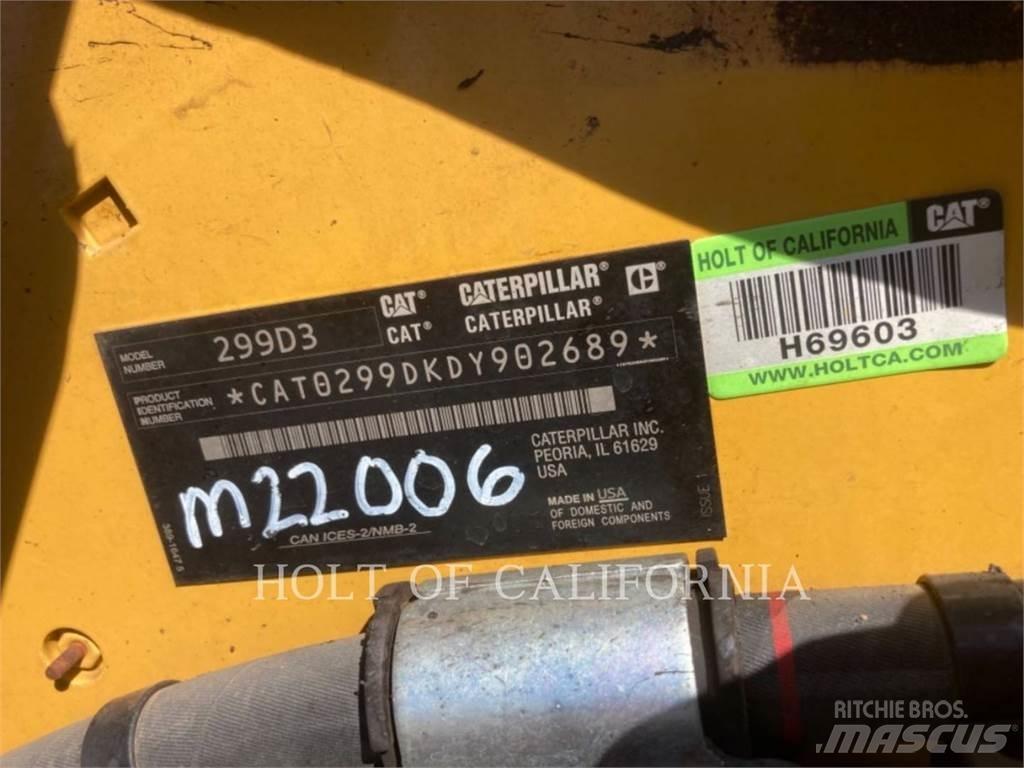 MODEL NUMBER 299D3 CAT® CATERPILLAR® C®
CAT® CATERPILLAR®
PRODUCT IDENTIFICATION NUMBER *CAT0299DKDY902689*
CATERPILLAR INC.
PEORIA, IL 61629
USA
m22006
MADE IN USA
OF DOMESTIC AND
FOREIGN COMPONENTS
CAN ICES-2/NMB-2
ISSUE 1
HOLT OF CALIFORNIA CAT®
H69603
WWW.HOLTCA.COM
HOLT OF CALIFORNIA
RITCHIE BROS.
MASCUS